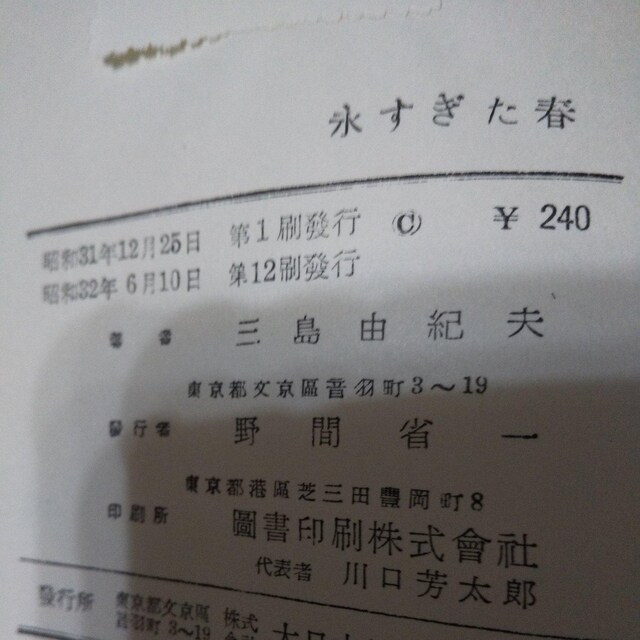 永すぎた春
昭和31年12月25日 第1刷發行 © ¥ 240
昭和32年 6月10日 第12刷發行
著者 三島由紀夫
東京都文京區音羽町3〜19
發行者 野間省一
東京都港區芝三田豐岡町8
印刷所 圖書印刷株式會社
代表者 川口芳太郎
發行所 東京都文京區 株式
音羽町3〜19 會社 大日本